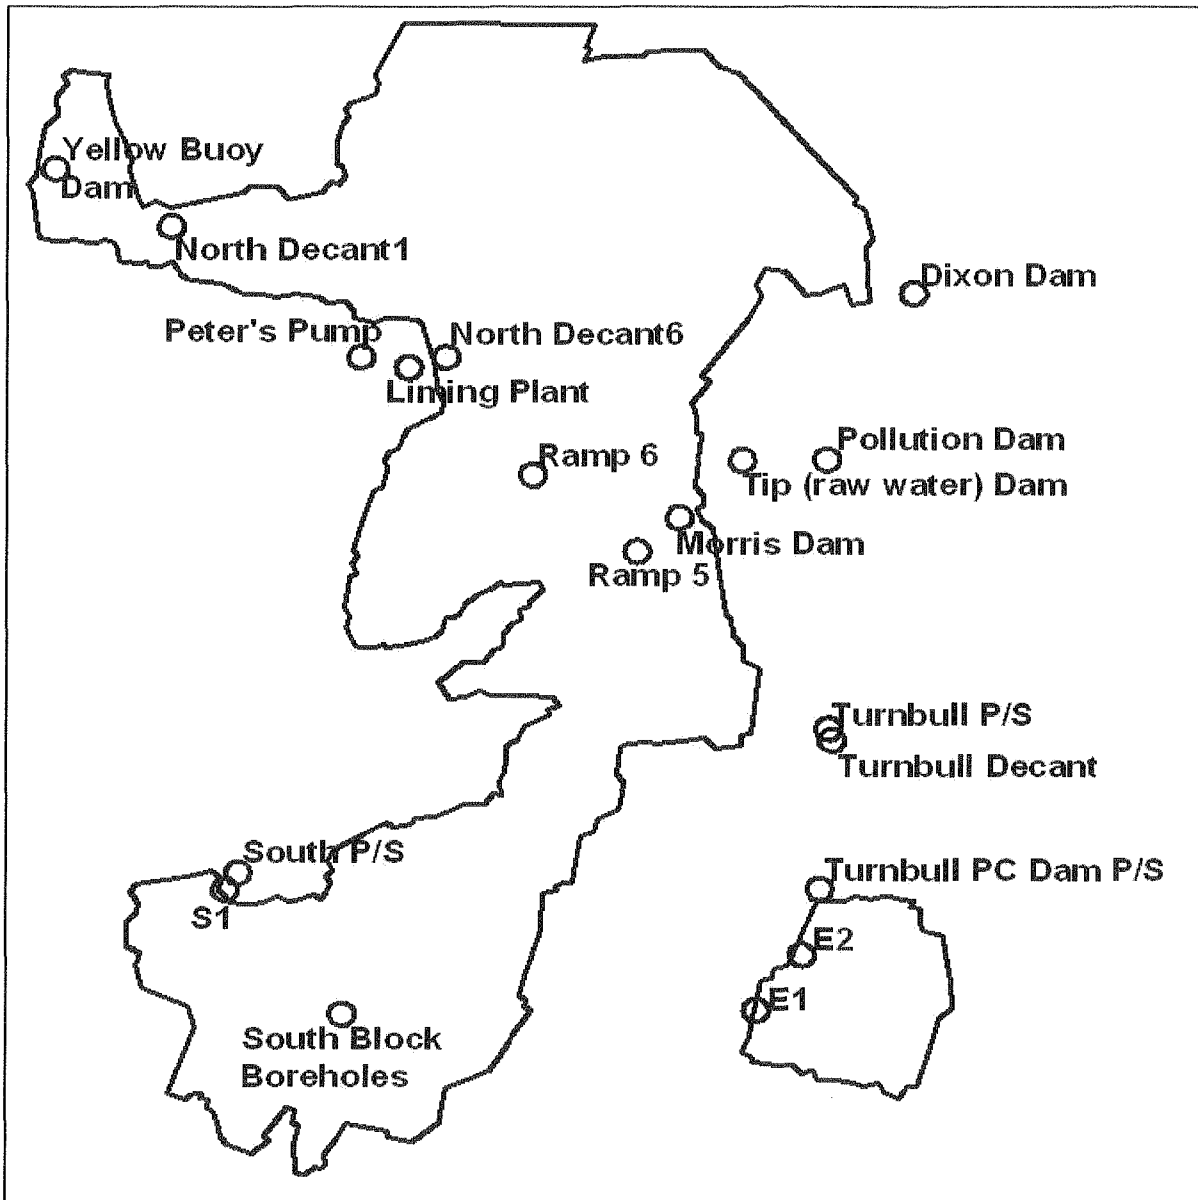 Yellow Buoy
Dam
North Decant1
Dixon Dam
Peter's Pump
North Decant6
Liming Plant
Pollution Dam
Ramp 6
Tip (raw water) Dam
Morris Dam
Ramp 5
Turnbull P/S
Turnbull Decant
South P/S
Turnbull PC Dam P/S
S1
E2
E1
South Block
Boreholes